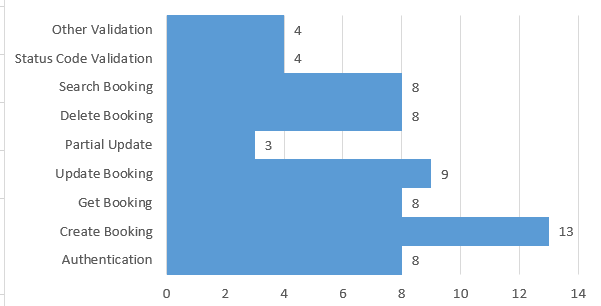 Other Validation 4
Status Code Validation 4
Search Booking 8
Delete Booking 8
Partial Update 3
Update Booking 9
Get Booking 8
Create Booking 13
Authentication 8
0 2 4 6 8 10 12 14